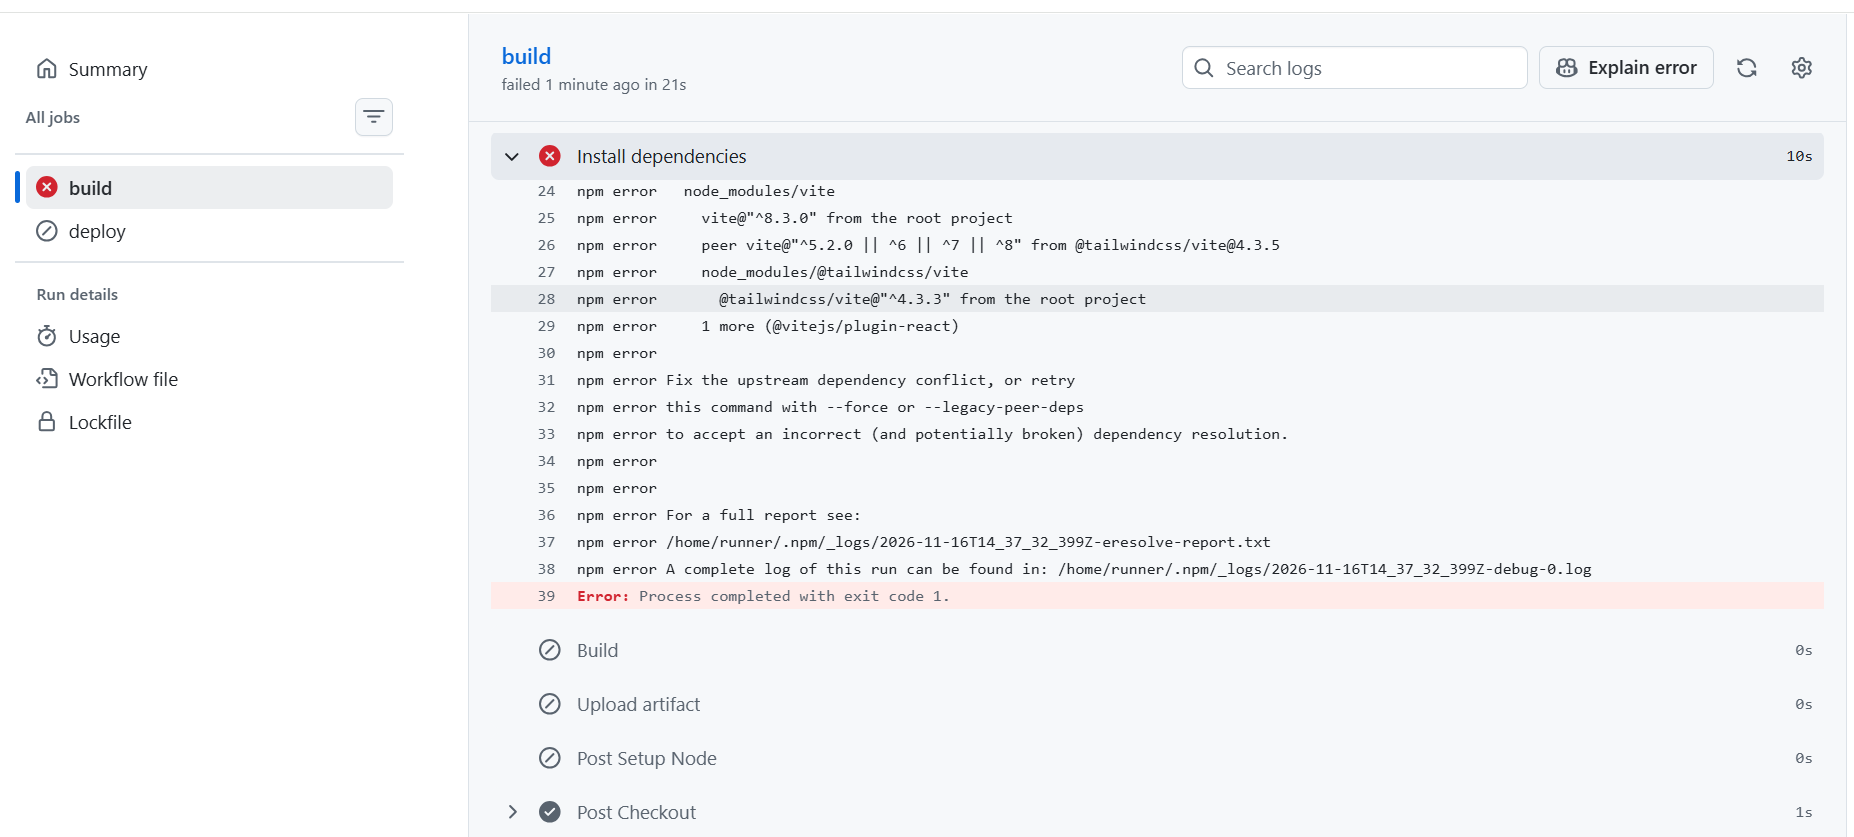 Summary
All jobs
build
deploy
Run details
Usage
Workflow file
Lockfile
build
failed 1 minute ago in 21s
Search logs
Explain error
Install dependencies 10s
24 npm error   node_modules/vite
25 npm error     vite@"^8.3.0" from the root project
26 npm error     peer vite@"^5.2.0 || ^6 || ^7 || ^8" from @tailwindcss/vite@4.3.5
27 npm error     node_modules/@tailwindcss/vite
28 npm error       @tailwindcss/vite@"^4.3.3" from the root project
29 npm error     1 more (@vitejs/plugin-react)
30 npm error
31 npm error Fix the upstream dependency conflict, or retry
32 npm error this command with --force or --legacy-peer-deps
33 npm error to accept an incorrect (and potentially broken) dependency resolution.
34 npm error
35 npm error
36 npm error For a full report see:
37 npm error /home/runner/.npm/_logs/2026-11-16T14_37_32_399Z-eresolve-report.txt
38 npm error A complete log of this run can be found in: /home/runner/.npm/_logs/2026-11-16T14_37_32_399Z-debug-0.log
39 Error: Process completed with exit code 1.
Build 0s
Upload artifact 0s
Post Setup Node 0s
Post Checkout 1s